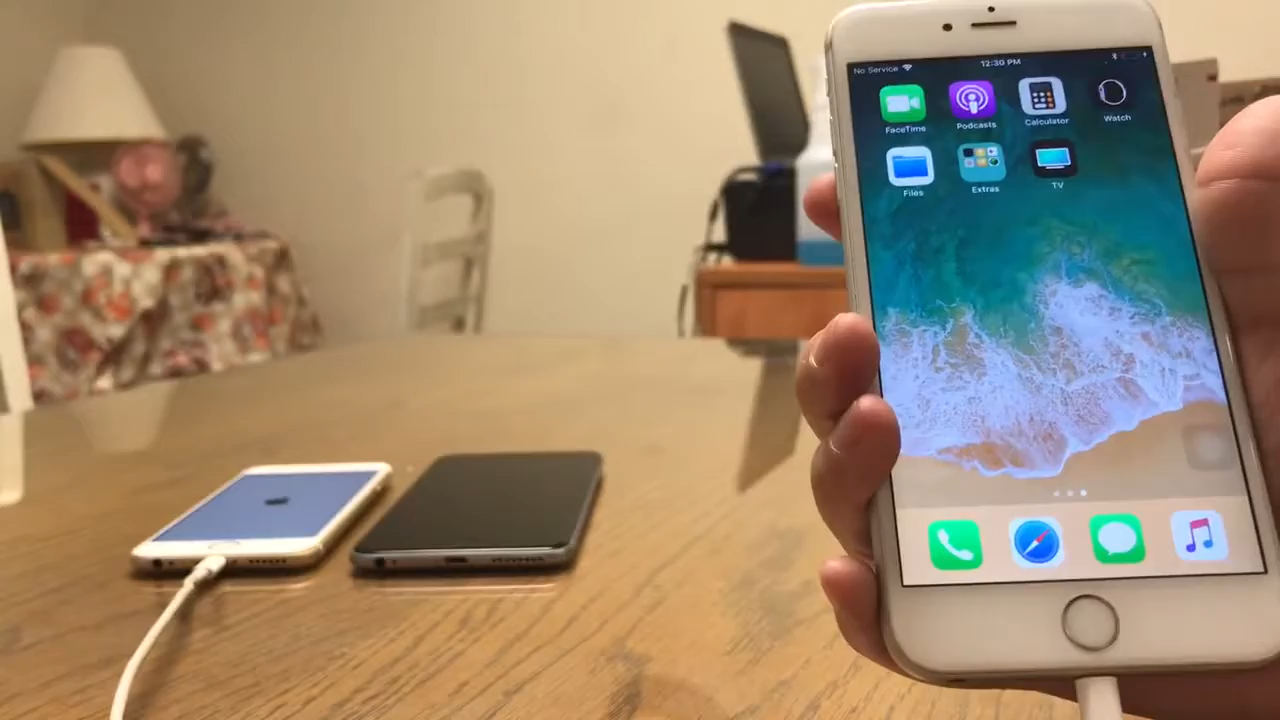 No Service 12:30 PM
FaceTime Podcasts Calculator Watch
Files Extras TV